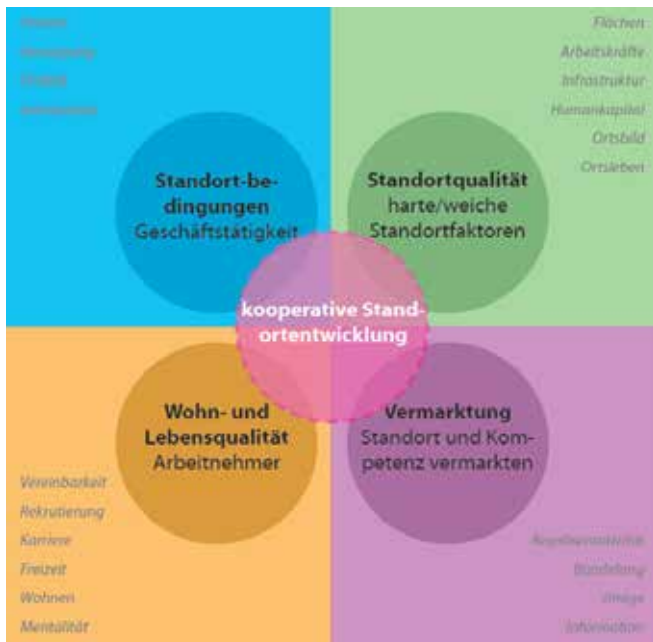 Flächen
Arbeitskräfte
Infrastruktur
Humankapital
Ortsbild
Ortsleben
Standort-be-
dingungen
Geschäftstätigkeit
Standortqualität
harte/weiche
Standortfaktoren
kooperative Stand-
ortentwicklung
Wohn- und
Lebensqualität
Arbeitnehmer
Vermarktung
Standort und Kom-
petenz vermarkten
Vereinbarkeit
Rekrutierung
Karriere
Freizeit
Wohnen
Mentalität
Bündelung
Image
Information